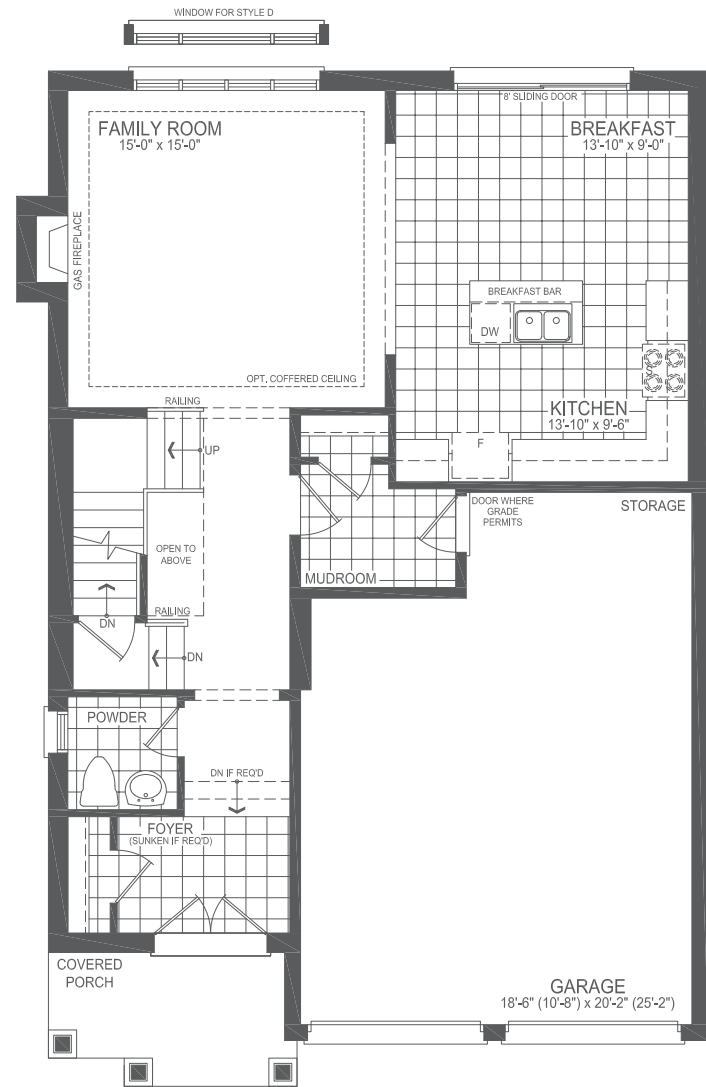 WINDOW FOR STYLE D
8' SLIDING DOOR
FAMILY ROOM
15'-0" x 15'-0"
BREAKFAST
13'-10" x 9'-0"
GAS FIREPLACE
BREAKFAST BAR
DW
OPT. COFFERED CEILING
KITCHEN
13'-10" x 9'-6"
RAILING
UP
F
DOOR WHERE
GRADE
PERMITS
STORAGE
OPEN TO
ABOVE
MUDROOM
RAILING
DN
DN
POWDER
DN IF REQ'D
FOYER
(SUNKEN IF REQ'D)
COVERED
PORCH
GARAGE
18'-6" (10'-8") x 20'-2" (25'-2")